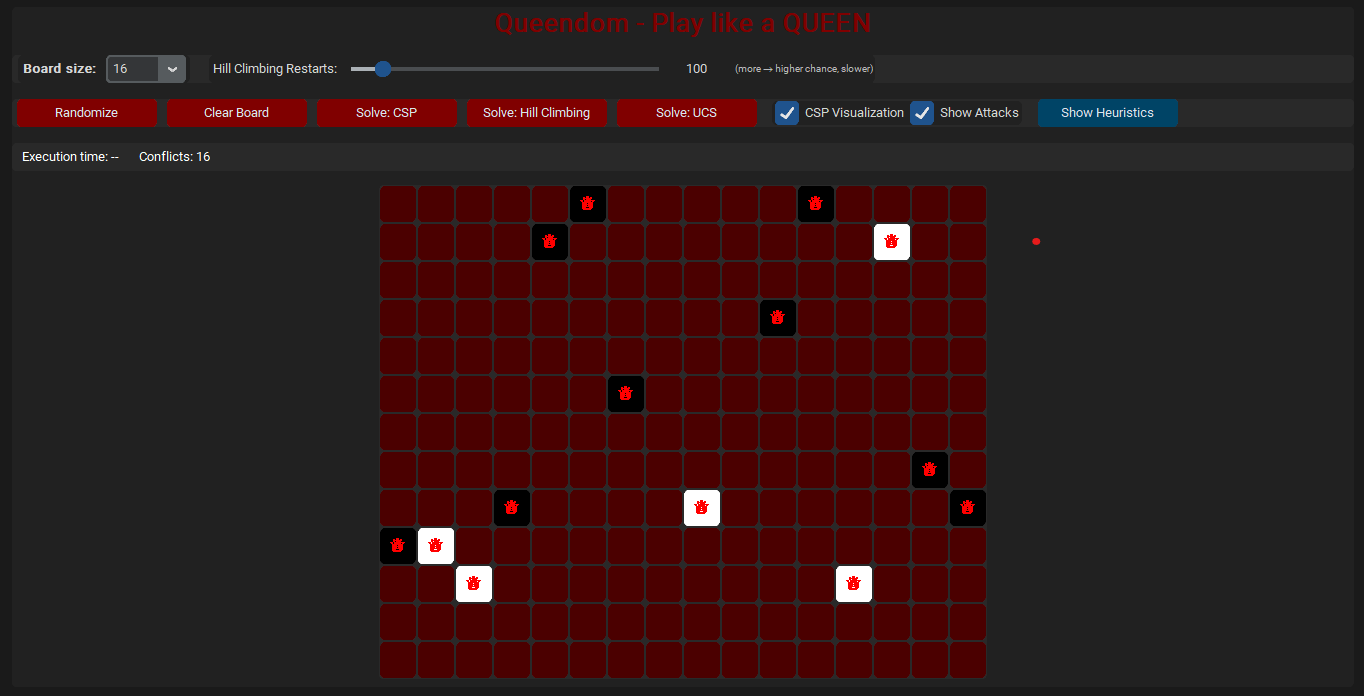 Queendom - Play like a QUEEN
Board size: 16 Hill Climbing Restarts: 100 (more → higher chance, slower)
Randomize Clear Board Solve: CSP Solve: Hill Climbing Solve: UCS CSP Visualization Show Attacks Show Heuristics
Execution time: -- Conflicts: 16